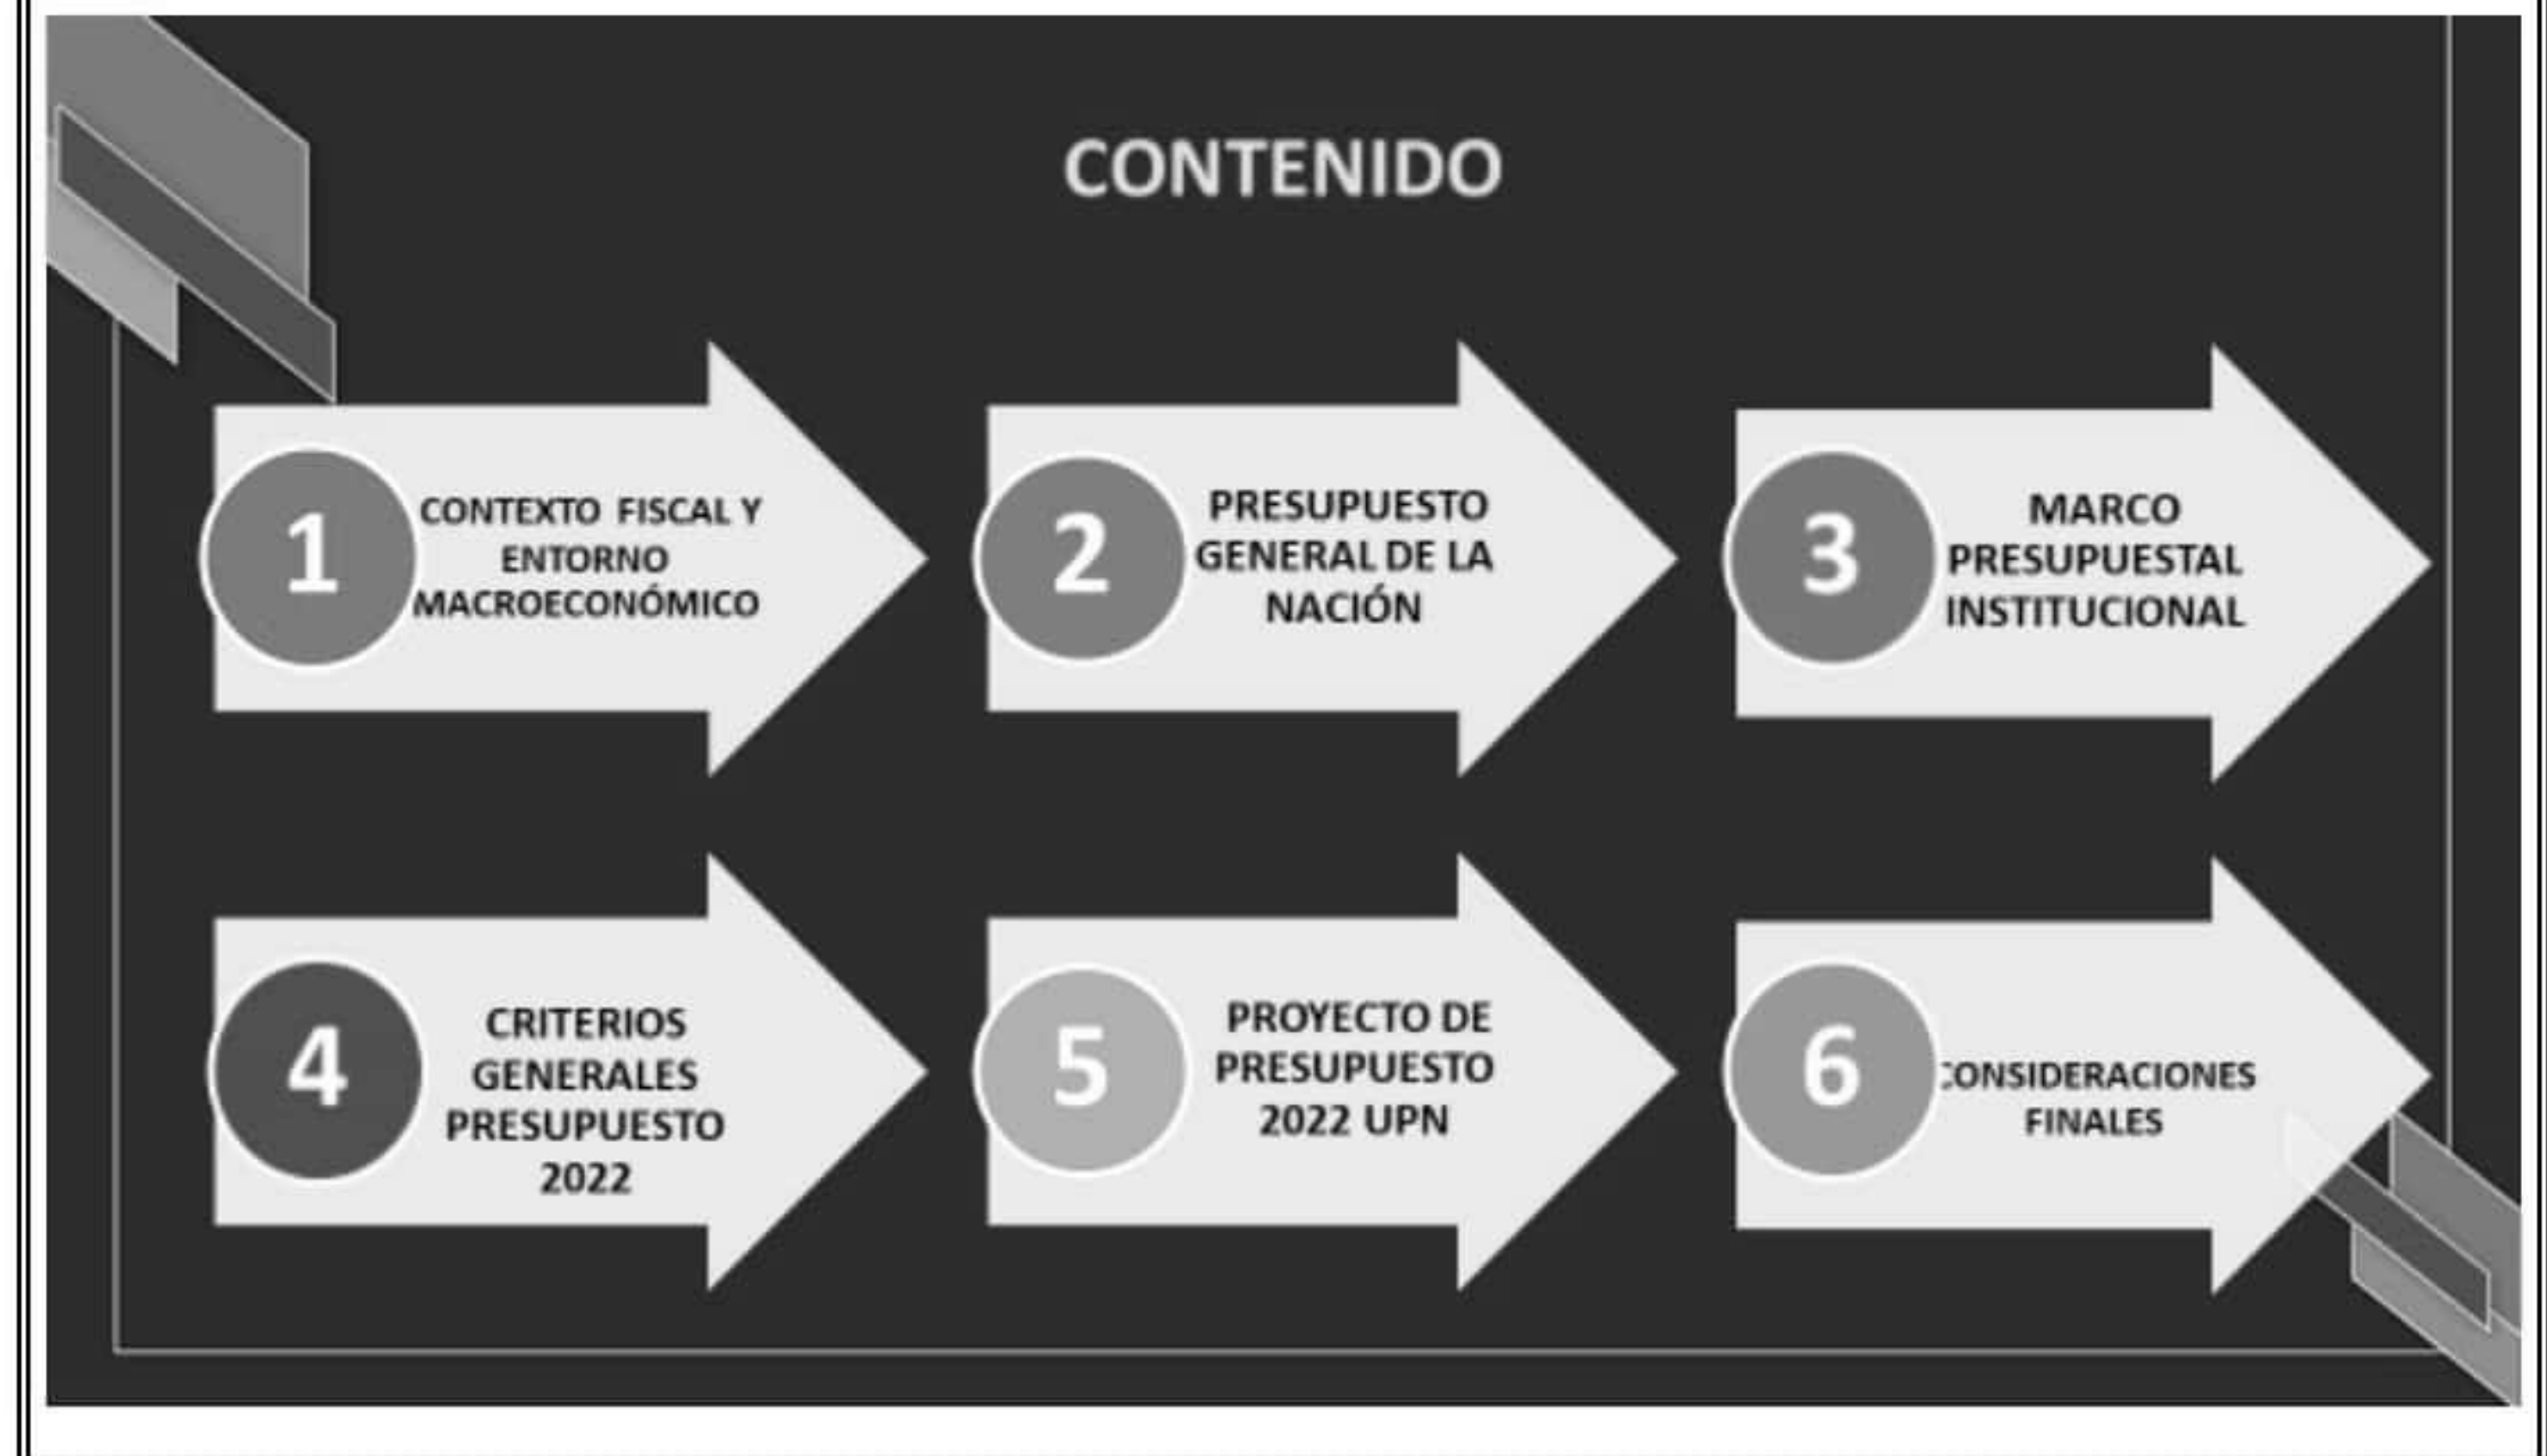 CONTENIDO
1
CONTEXTO FISCAL Y
ENTORNO
MACROECONÓMICO
2
PRESUPUESTO
GENERAL DE LA
NACIÓN
3
MARCO
PRESUPUESTAL
INSTITUCIONAL
4
CRITERIOS
GENERALES
PRESUPUESTO
2022
5
PROYECTO DE
PRESUPUESTO
2022 UPN
6
CONSIDERACIONES
FINALES